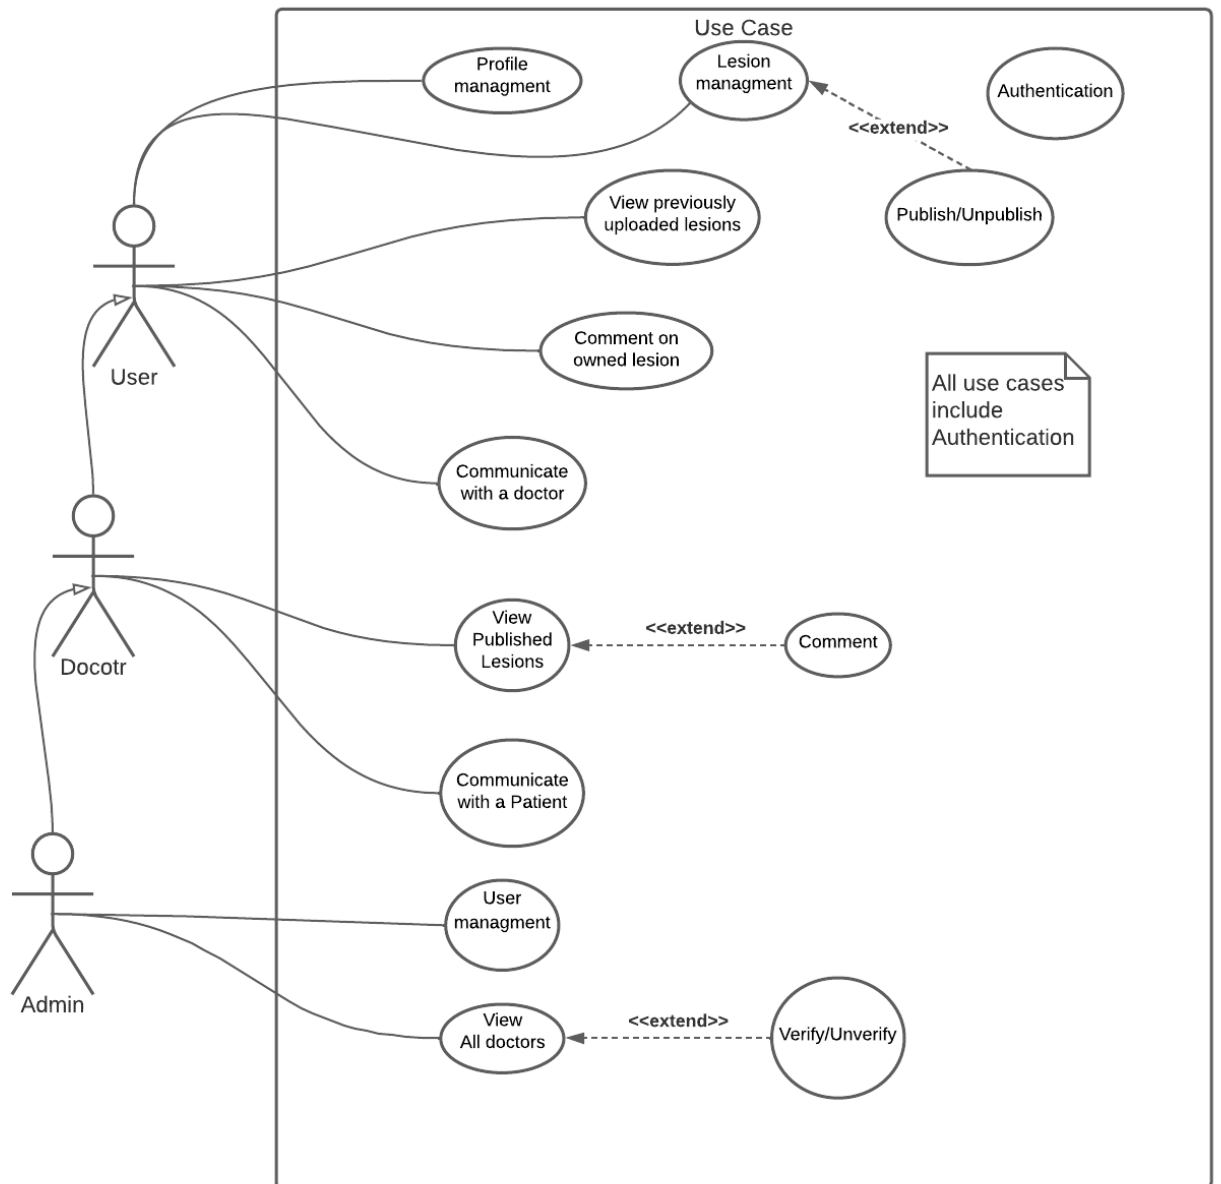 Use Case
Profile
managment
Lesion
managment
Authentication
<<extend>>
View previously
uploaded lesions
Publish/Unpublish
Comment on
owned lesion
User
All use cases
include
Authentication
Communicate
with a doctor
View
Published
Lesions
<<extend>>
Comment
Docotr
Communicate
with a Patient
User
managment
Admin
View
All doctors
<<extend>>
Verify/Unverify